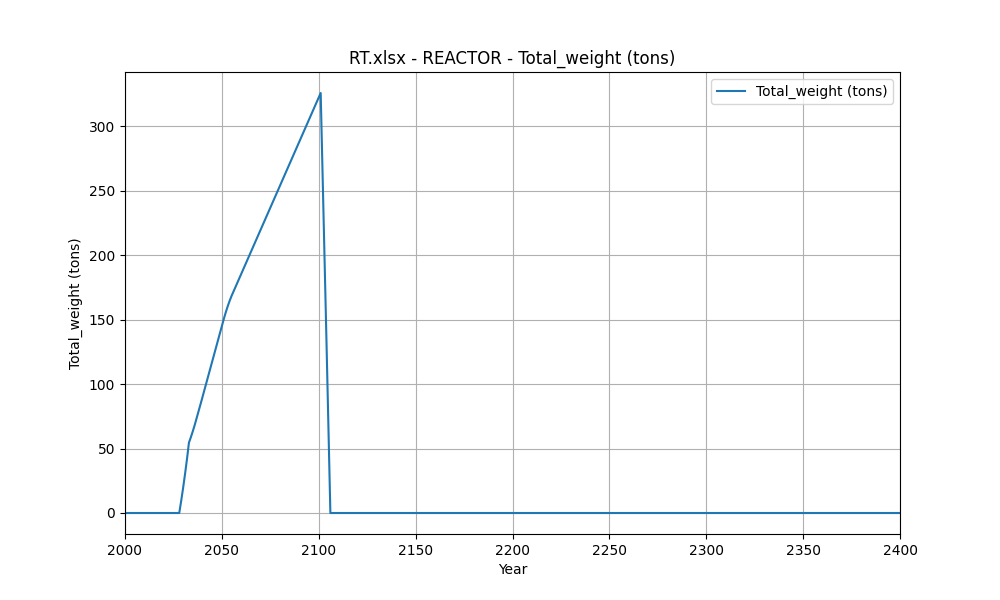 RT.xlsx - REACTOR - Total_weight (tons)
Total_weight (tons)
300
250
200
150
100
50
0
Total_weight (tons)
2000 2050 2100 2150 2200 2250 2300 2350 2400
Year